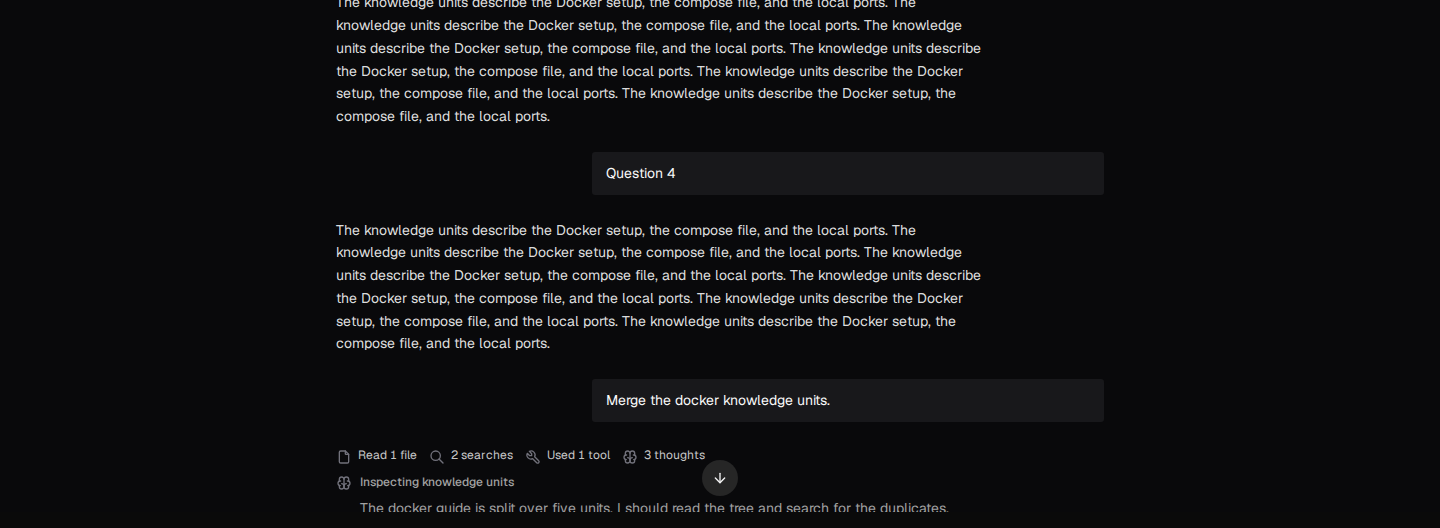 The knowledge units describe the Docker setup, the compose file, and the local ports. The
knowledge units describe the Docker setup, the compose file, and the local ports. The knowledge
units describe the Docker setup, the compose file, and the local ports. The knowledge units describe
the Docker setup, the compose file, and the local ports. The knowledge units describe the Docker
setup, the compose file, and the local ports. The knowledge units describe the Docker setup, the
compose file, and the local ports.
Question 4
The knowledge units describe the Docker setup, the compose file, and the local ports. The
knowledge units describe the Docker setup, the compose file, and the local ports. The knowledge
units describe the Docker setup, the compose file, and the local ports. The knowledge units describe
the Docker setup, the compose file, and the local ports. The knowledge units describe the Docker
setup, the compose file, and the local ports. The knowledge units describe the Docker setup, the
compose file, and the local ports.
Merge the docker knowledge units.
Read 1 file 2 searches Used 1 tool 3 thoughts
Inspecting knowledge units
The docker guide is split over five units. I should read the tree and search for the duplicates.